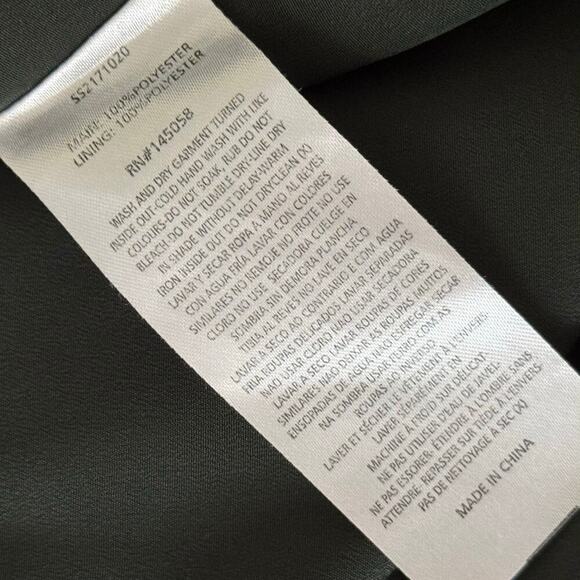 SS2171020
MAIN: 100%POLYESTER
LINING: 100%POLYESTER
RN#145058
WASH AND DRY GARMENT TURNED
INSIDE OUT-COLD HAND WASH WITH LIKE
COLOURS-DO NOT SOAK, RUB DO NOT
BLEACH DO NOT TUMBLE DRY-LINE DRY
IN SHADE WITHOUT DELAY-WARM
IRON INSIDE OUT DO NOT DRYCLEAN (X)
LAVAR Y SECAR ROPA A MANO AL REVES
CON AGUA FRÍA LAVAR CON COLORES
SIMILARES NO REMOJE NO FROTE NO USE
CLORO NO USE SECADORA CUELGE EN
SOMBRA SIN DEMORA PLANCHA
TIBIA AL REVES NO LAVE EN SECO
LAVAR A SECO AO CONTRARIO E COM AGUA
FRIA ROUPAS DELICADOS LAVAR SEPARADAS
NAO USAR CLORO NAO USAR SECADORA
LAVAR A SECO LAVAR ROUPAS DE CORES
SIMILARES NAO DEIXAR AS ROUPAS MUITOS
ENSOPADAS DE AGUA NAO ESFREGAR SECAR
NA SOMBRA USAR FERRO COM AS
ROUPAS AO AVESSO
LAVER ET SÉCHER LE VÊTEMENT À L'ENVERS.
LAVER SÉPARÉMENT EN
MACHINE À FROID SUR DÉLICAT.
NE PAS UTILISER D'EAU DE JAVEL.
NE PAS ESSORER- ÉTENDRE À L'OMBRE SANS
ATTENDRE- REPASSER SUR TIÈDE À L'ENVERS.
PAS DE NETTOYAGE A SEC (X)
MADE IN CHINA